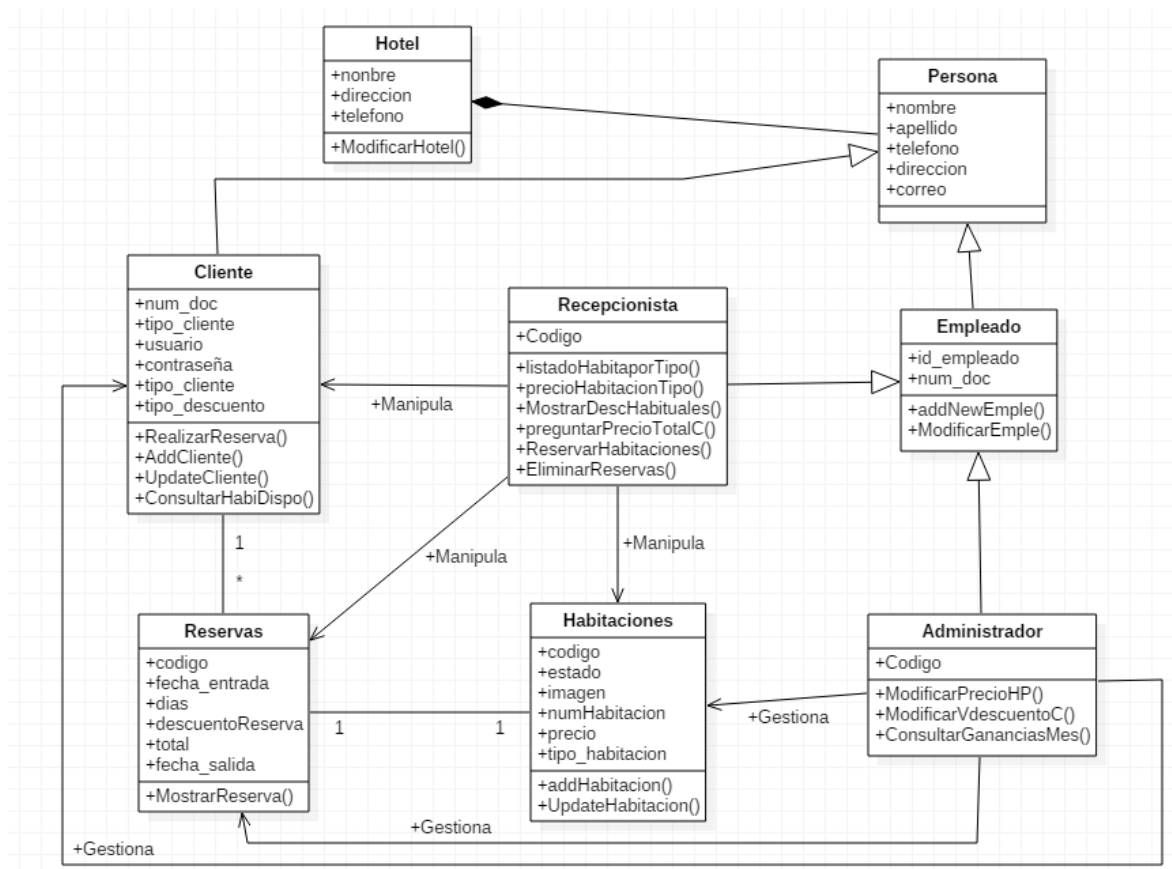 Hotel
+nonbre
+direccion
+telefono
+ModificarHotel()
Persona
+nombre
+apellido
+telefono
+direccion
+correo
Cliente
+num_doc
+tipo_cliente
+usuario
+contraseña
+tipo_cliente
+tipo_descuento
+RealizarReserva()
+AddCliente()
+UpdateCliente()
+ConsultarHabiDispo()
Recepcionista
+Codigo
+listadoHabitaporTipo()
+precioHabitacionTipo()
+MostrarDescHabituales()
+preguntarPrecioTotalC()
+ReservarHabitaciones()
+EliminarReservas()
Empleado
+id_empleado
+num_doc
+addNewEmple()
+ModificarEmple()
+Manipula
+Manipula
+Manipula
1
*
Reservas
+codigo
+fecha_entrada
+dias
+descuentoReserva
+total
+fecha_salida
+MostrarReserva()
1
1
Habitaciones
+codigo
+estado
+imagen
+numHabitacion
+precio
+tipo_habitacion
+addHabitacion()
+UpdateHabitacion()
Administrador
+Codigo
+ModificarPrecioHP()
+ModificarVdescuentoC()
+ConsultarGananciasMes()
+Gestiona
+Gestiona
+Gestiona